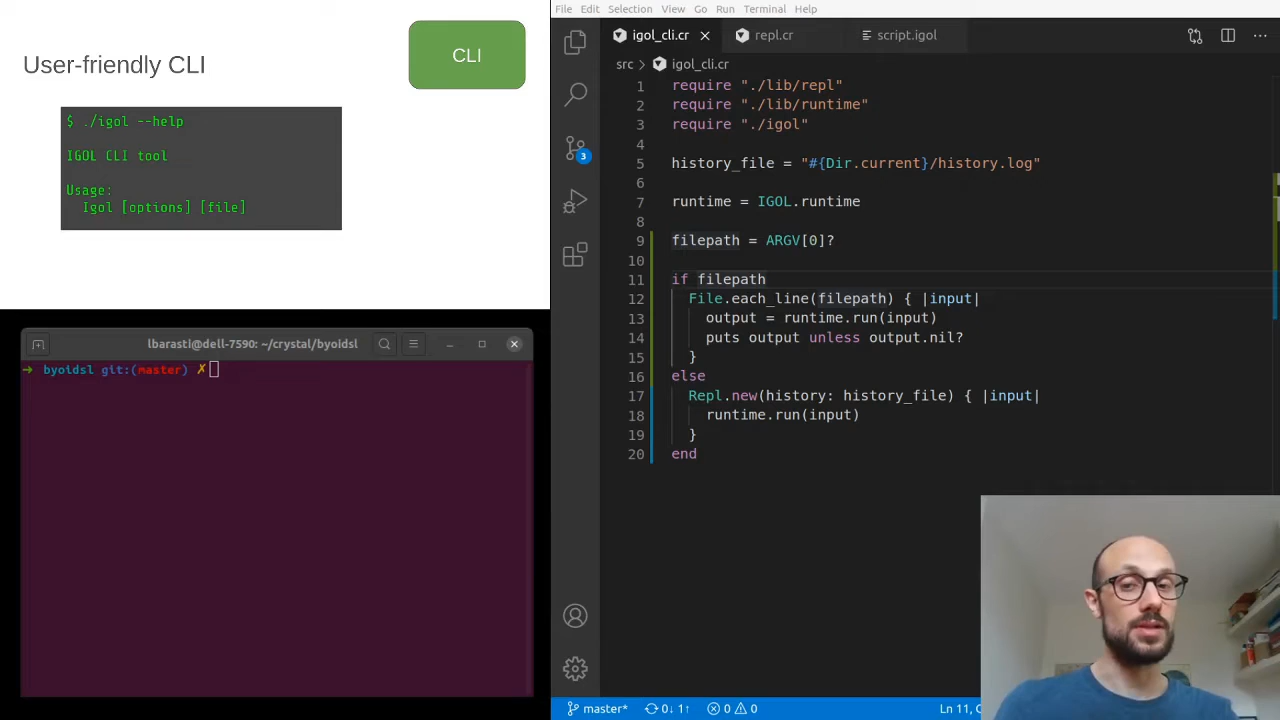 User-friendly CLI
CLI
$ ./igol --help
IGOL CLI tool
Usage:
Igol [options] [file]
lbarasti@dell-7590: ~/crystal/byoidsl
→ byoidsl git:(master) ✗
File Edit Selection View Go Run Terminal Help
igol_cli.cr
repl.cr
script.igol
src > igol_cli.cr
3
1 require "./lib/repl"
2 require "./lib/runtime"
3 require "./igol"
4
5 history_file = "#{Dir.current}/history.log"
6
7 runtime = IGOL.runtime
8
9 filepath = ARGV[0]?
10
11 if filepath
12 File.each_line(filepath) { |input|
13 output = runtime.run(input)
14 puts output unless output.nil?
15 }
16 else
17 Repl.new(history: history_file) { |input|
18 runtime.run(input)
19 }
20 end
master* 0↓ 1↑ 0 0 Ln 11,